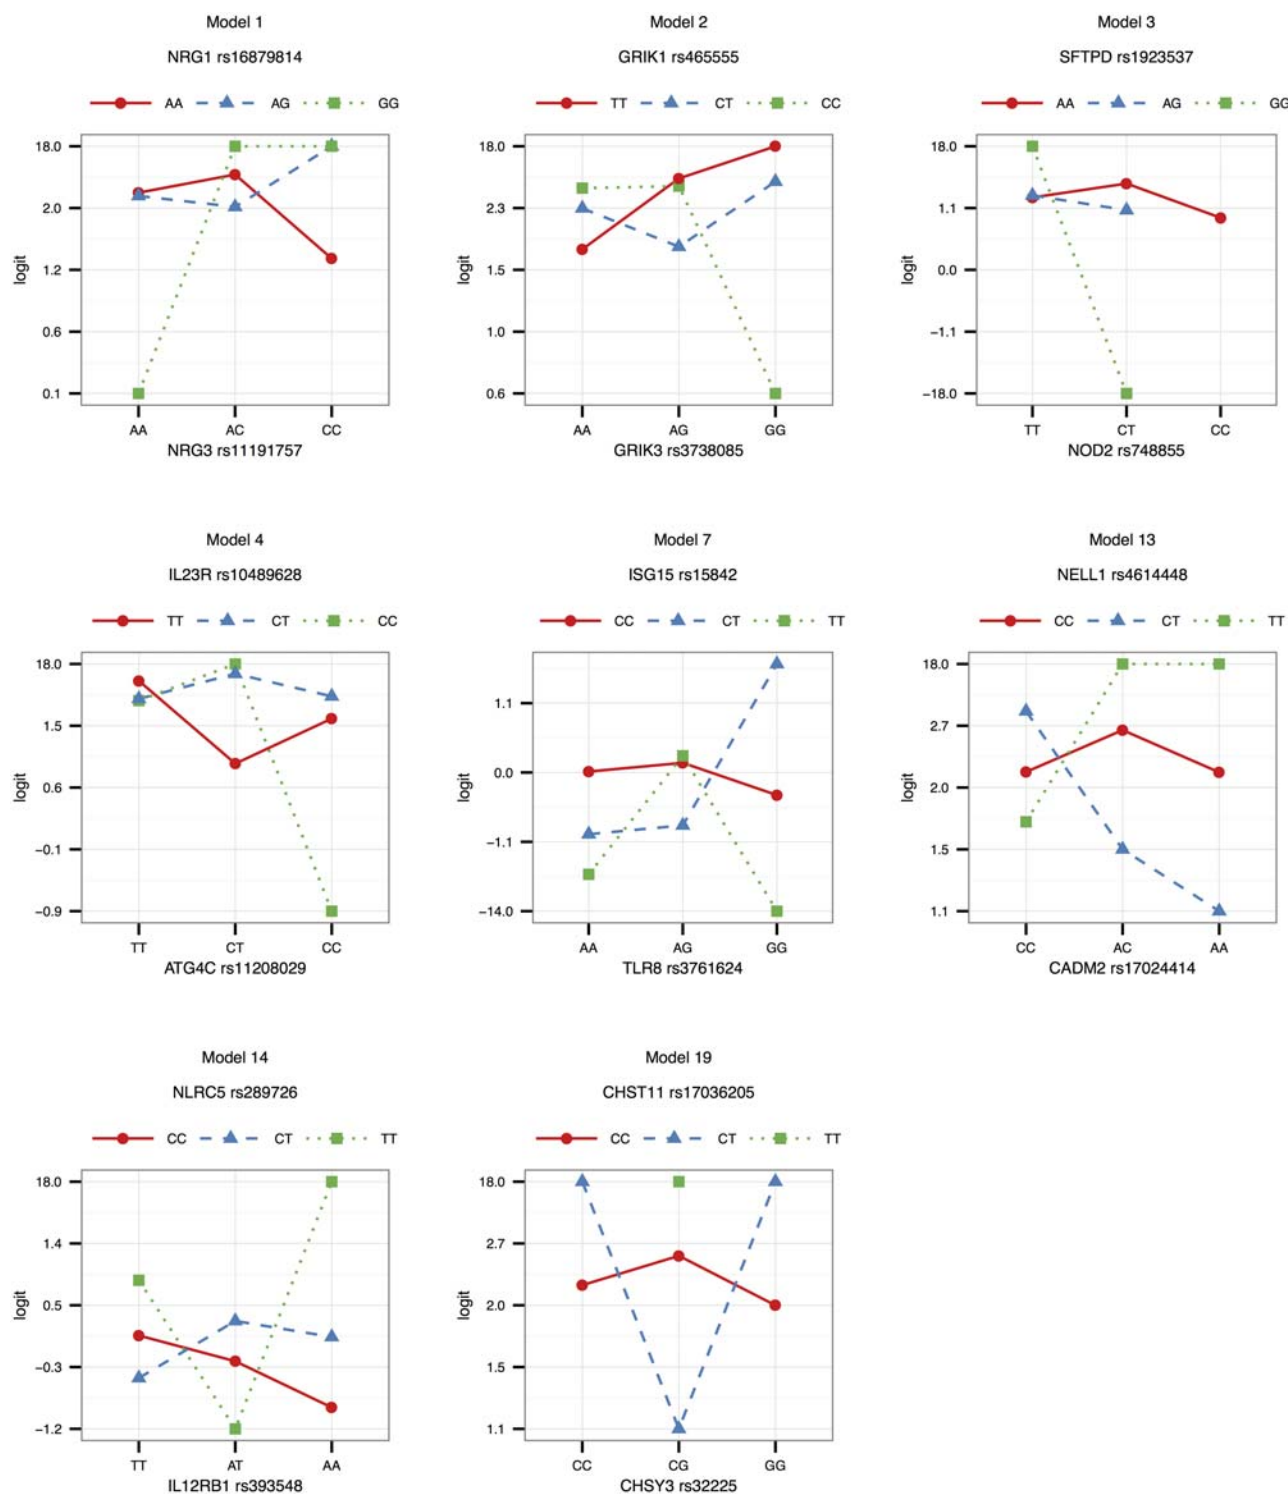 Model 1
NRG1 rs16879814
AA AG GG
18.0
2.0
1.2
0.6
0.1
logit
AA AC CC
NRG3 rs11191757
Model 2
GRIK1 rs465555
TT CT CC
18.0
2.3
1.5
1.0
0.6
logit
AA AG GG
GRIK3 rs3738085
Model 3
SFTPD rs1923537
AA AG GG
18.0
1.1
0.0
−1.1
−18.0
logit
TT CT CC
NOD2 rs748855
Model 4
IL23R rs10489628
TT CT CC
18.0
1.5
0.6
−0.1
−0.9
logit
TT CT CC
ATG4C rs11208029
Model 7
ISG15 rs15842
CC CT TT
1.1
0.0
−1.1
−14.0
logit
AA AG GG
TLR8 rs3761624
Model 13
NELL1 rs4614448
CC CT TT
18.0
2.7
2.0
1.5
1.1
logit
CC AC AA
CADM2 rs17024414
Model 14
NLRC5 rs289726
CC CT TT
18.0
1.4
0.5
−0.3
−1.2
logit
TT AT AA
IL12RB1 rs393548
Model 19
CHST11 rs17036205
CC CT TT
18.0
2.7
2.0
1.5
1.1
logit
CC CG GG
CHSY3 rs32225